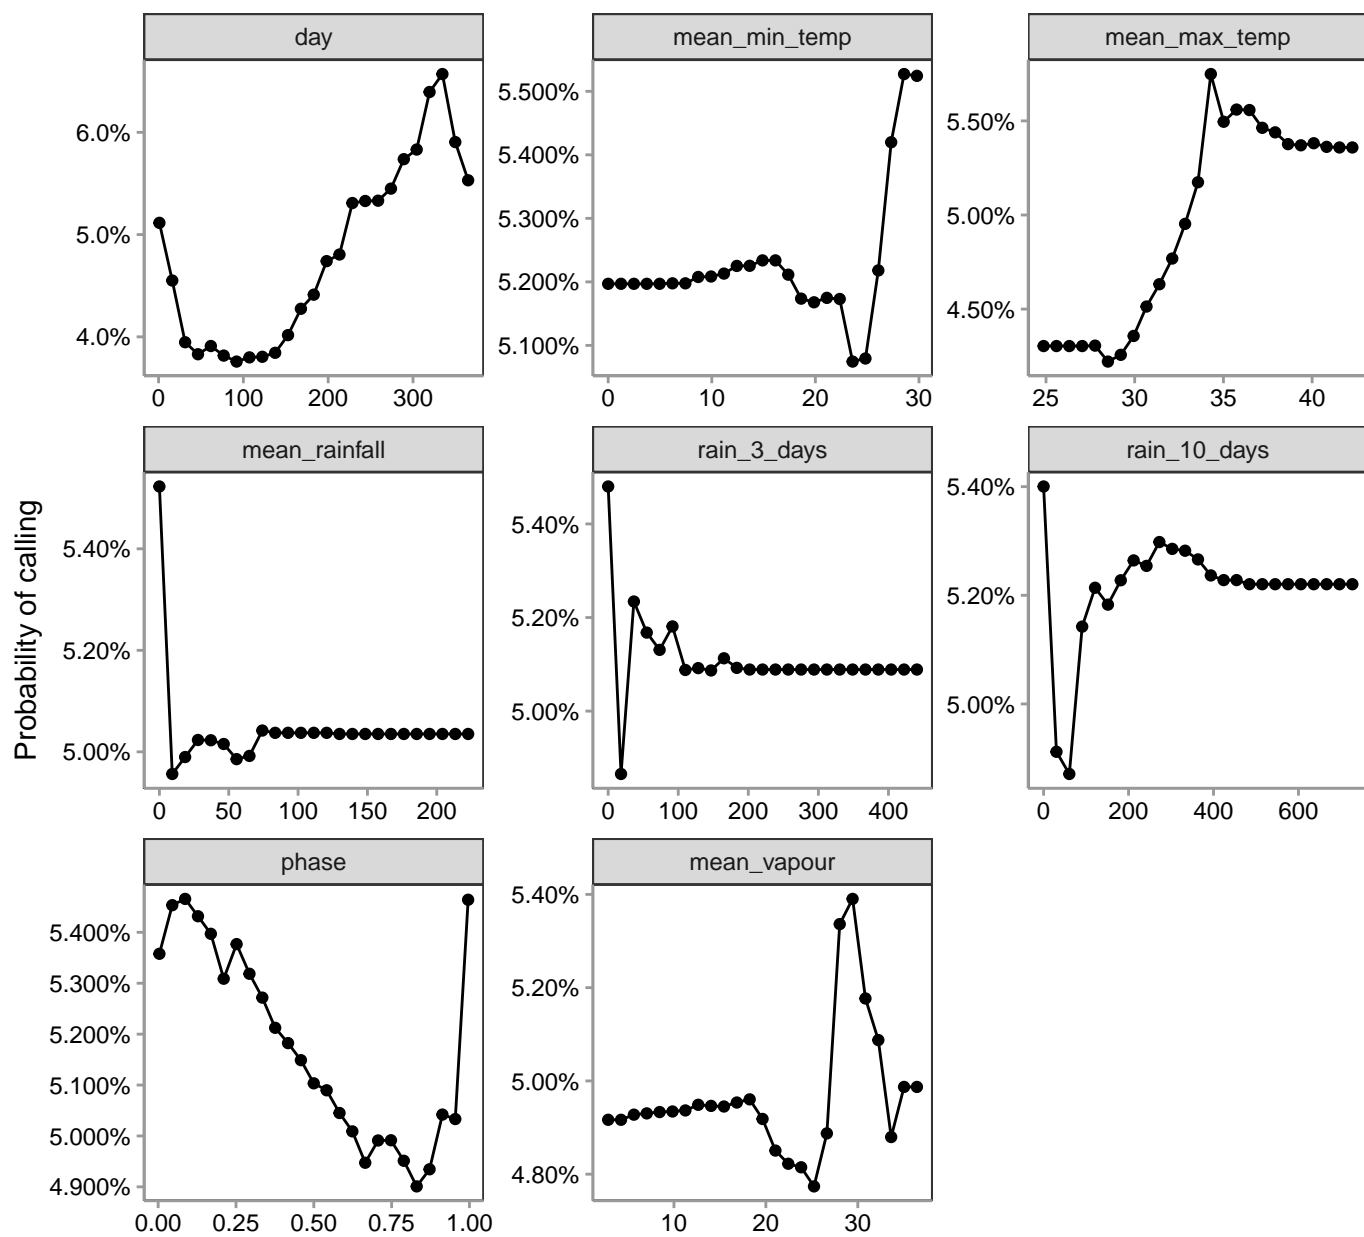 day
mean_min_temp
mean_max_temp
6.0%
5.0%
4.0%
0 100 200 300
5.500%
5.400%
5.300%
5.200%
5.100%
0 10 20 30
5.50%
5.00%
4.50%
25 30 35 40
Probability of calling
mean_rainfall
rain_3_days
rain_10_days
5.40%
5.20%
5.00%
0 50 100 150 200
5.40%
5.20%
5.00%
0 100 200 300 400
5.40%
5.20%
5.00%
0 200 400 600
phase
mean_vapour
5.400%
5.300%
5.200%
5.100%
5.000%
4.900%
0.00 0.25 0.50 0.75 1.00
5.40%
5.20%
5.00%
4.80%
10 20 30